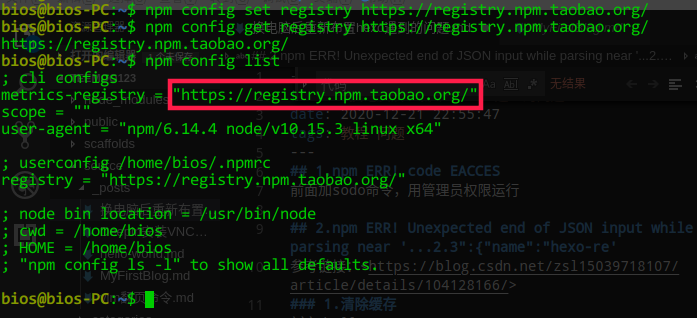 bios@bios-PC:~$ npm config set registry https://registry.npm.taobao.org/
bios@bios-PC:~$ npm config get registry https://registry.npm.taobao.org/
https://registry.npm.taobao.org/
bios@bios-PC:~$ npm config list
; cli configs
metrics-registry = "https://registry.npm.taobao.org/"
scope = ""
user-agent = "npm/6.14.4 node/v10.15.3 linux x64"
; userconfig /home/bios/.npmrc
registry = "https://registry.npm.taobao.org/"
; node bin location = /usr/bin/node
; cwd = /home/bios
; HOME = /home/bios
; "npm config ls -l" to show all defaults.
bios@bios-PC:~$
npm ERR! Unexpected end of JSON input while parsing near '...2.
Aa
Abl
.*
无结果
public
scaffolds
_posts
MyFirstBlog.md
date: 2020-12-21 22:55:47
---
## 1.npm ERR! code EACCES
前面加sodo命令，用管理员权限运行
## 2.npm ERR! Unexpected end of JSON input while
parsing near '...2.3":{"name":"hexo-re'
https://blog.csdn.net/zsl15039718107/
article/details/104128166/>
### 1.清除缓存
6
7
8
9
10
11